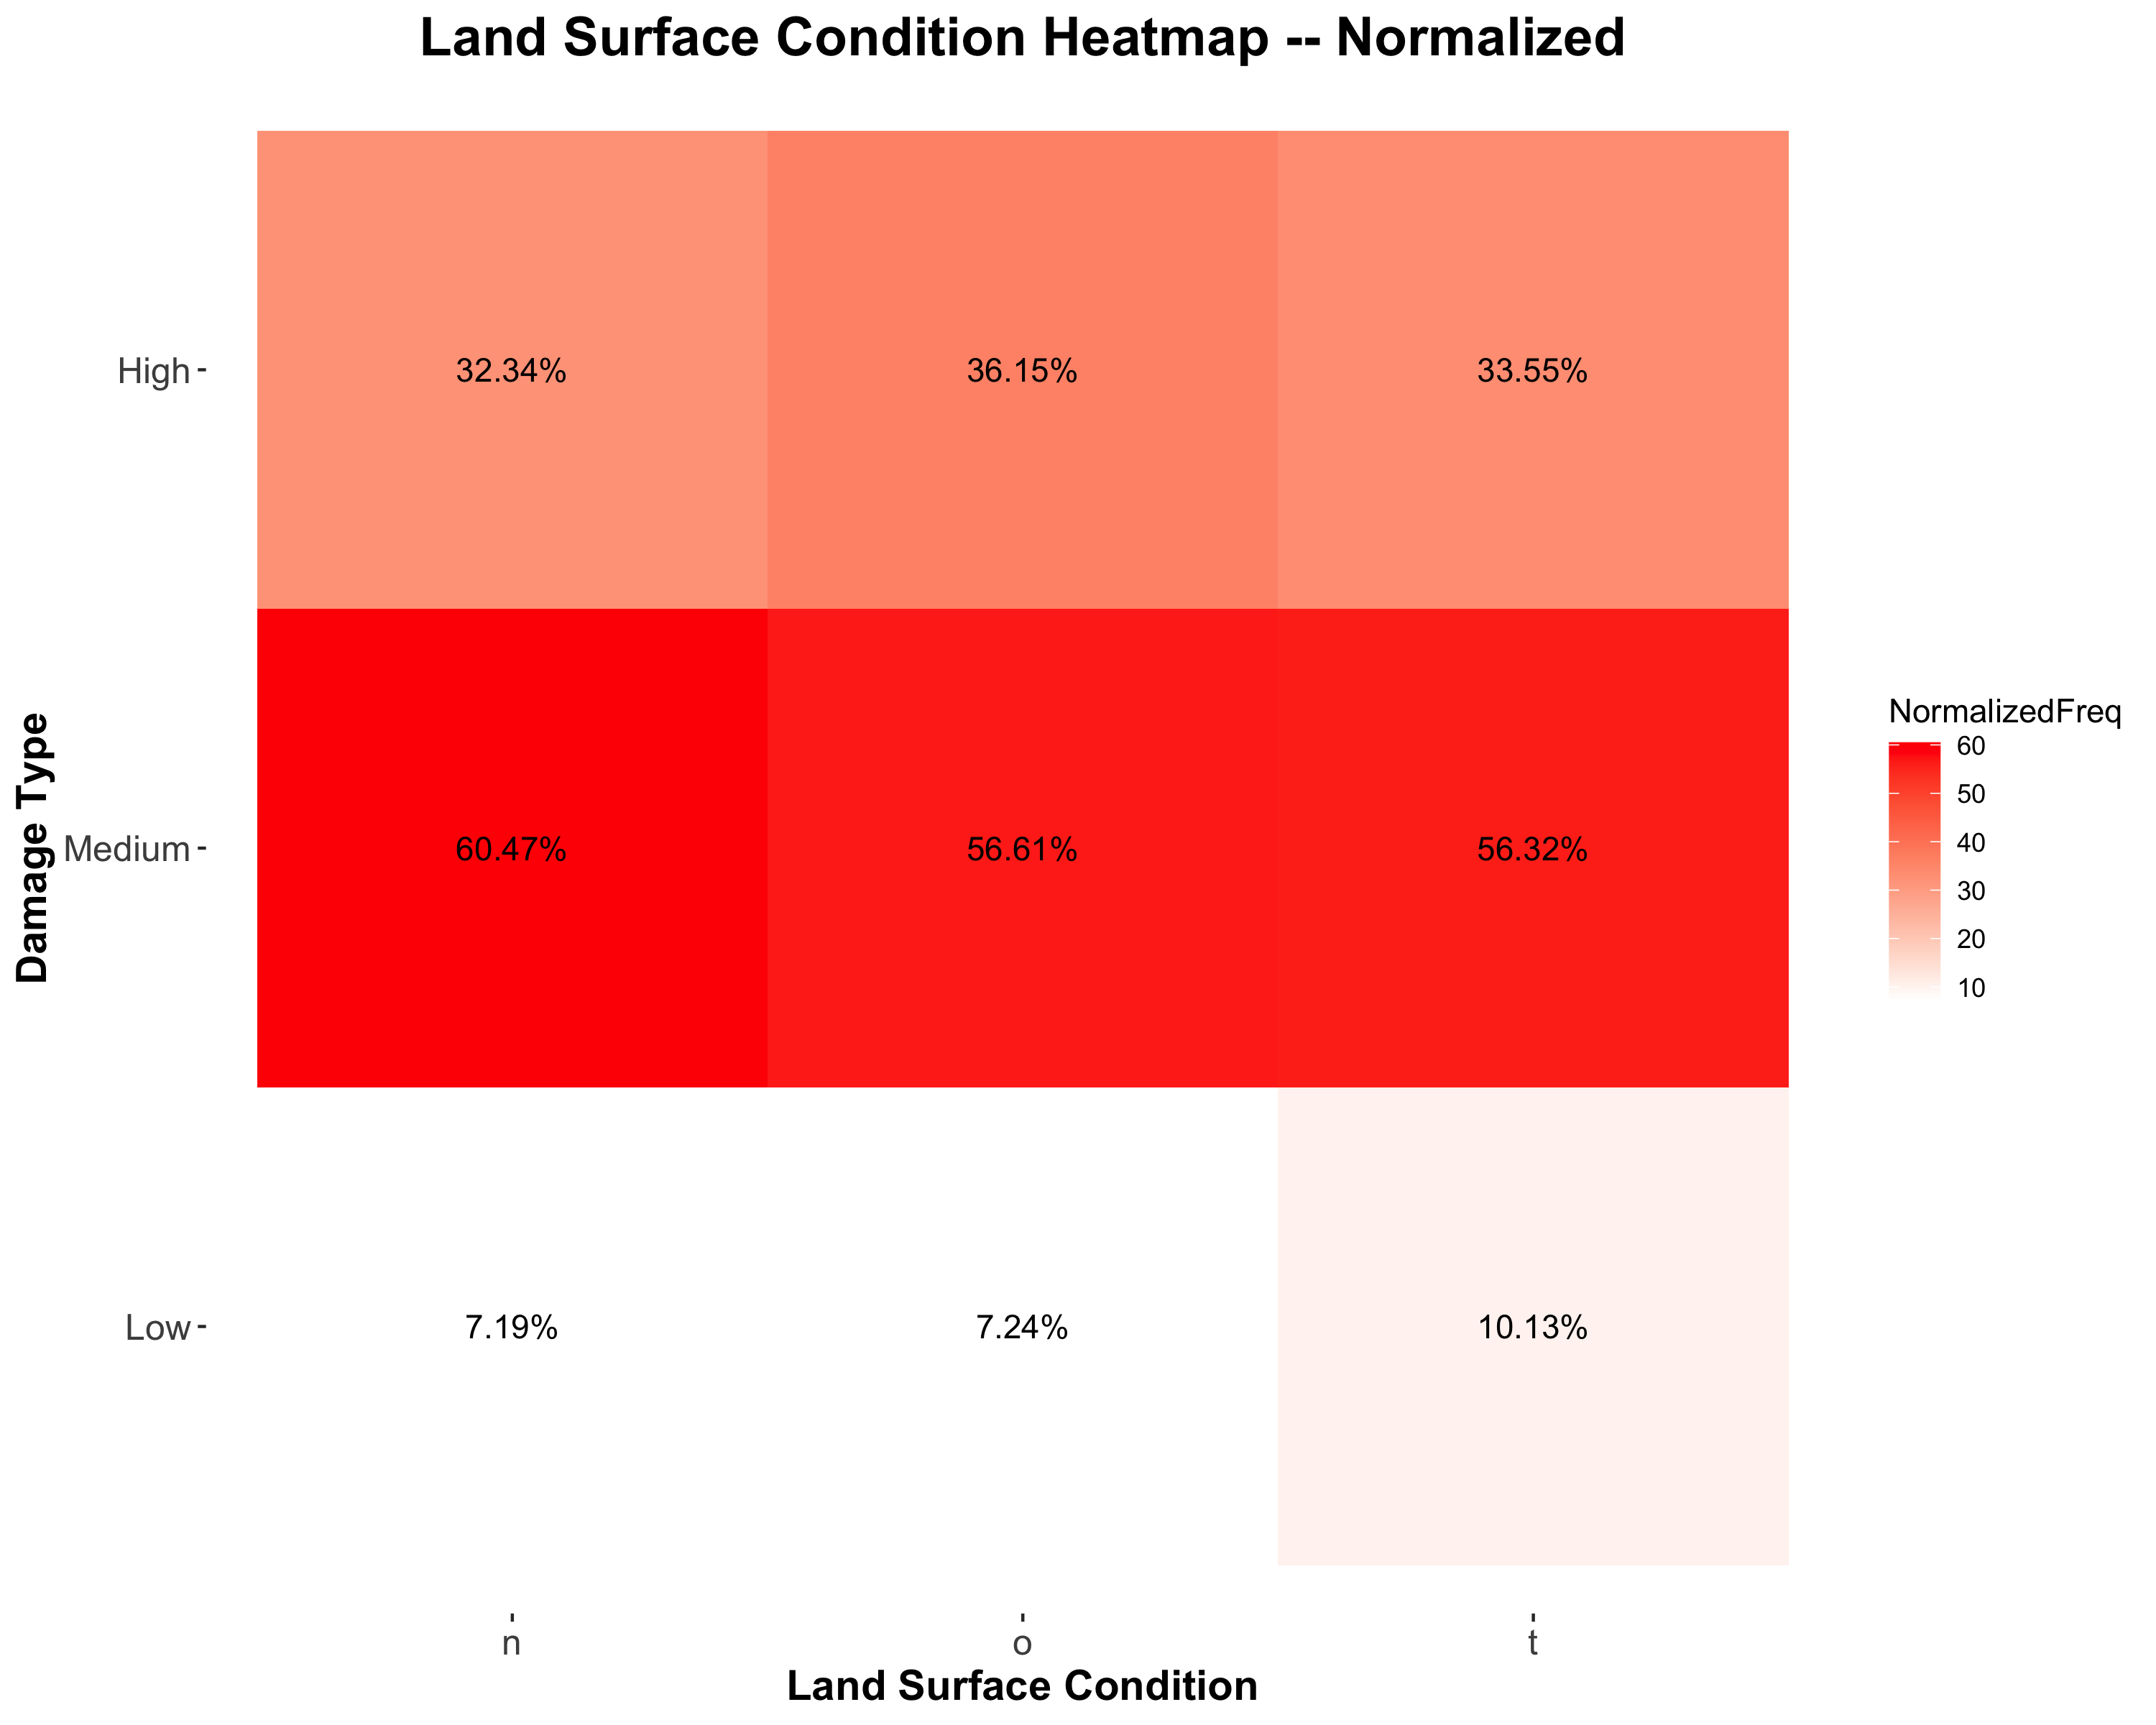 Land Surface Condition Heatmap -- Normalized
High
32.34%
36.15%
33.55%
Damage Type
Medium
60.47%
56.61%
56.32%
Low
7.19%
7.24%
10.13%
n
o
t
Land Surface Condition
NormalizedFreq
60
50
40
30
20
10